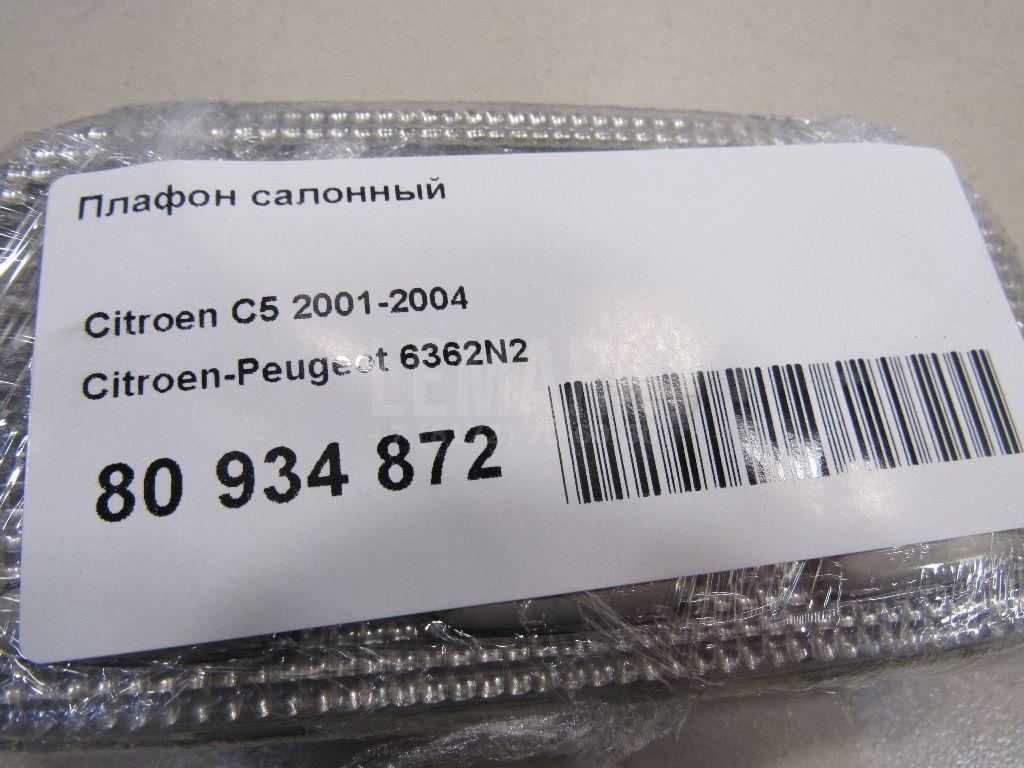 Плафон салонный
Citroen C5 2001-2004
Citroen-Peugeot 6362N2
80 934 872